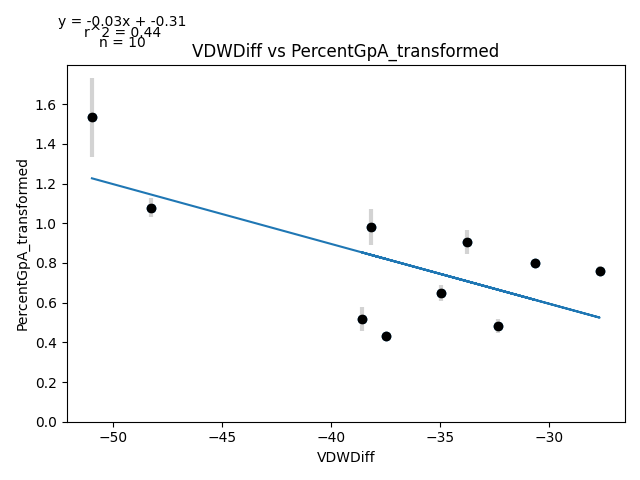 y = -0.03x + -0.31
r^2 = 0.44
n = 10
VDWDiff vs PercentGpA_transformed
PercentGpA_transformed
1.6
1.4
1.2
1.0
0.8
0.6
0.4
0.2
0.0
−50
−45
−40
−35
−30
VDWDiff